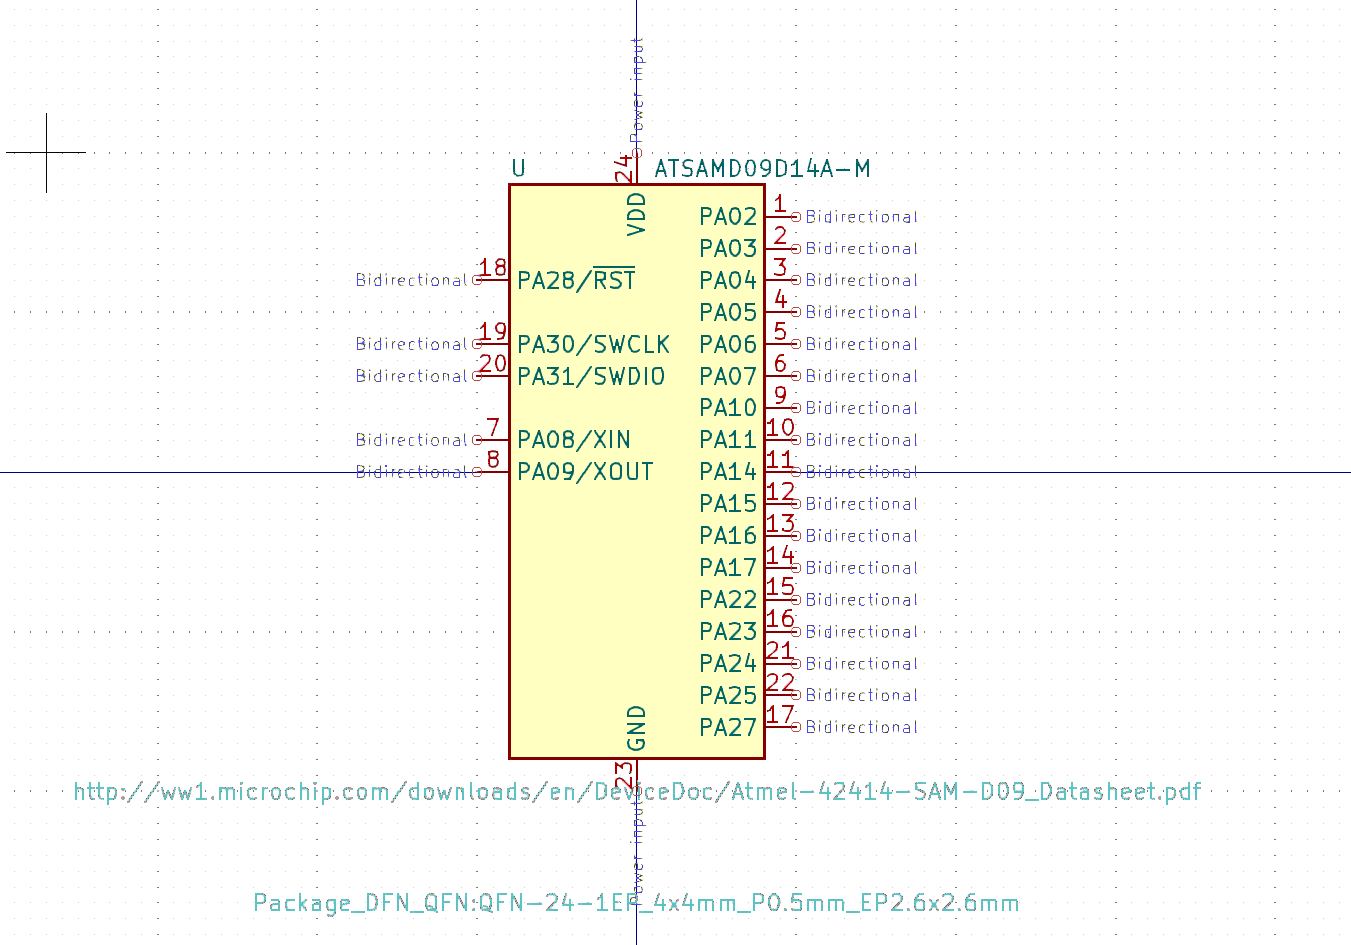 Power input
24
U ATSAMD09D14A-M
VDD
PA02 1 Bidirectional
PA03 2 Bidirectional
Bidirectional 18 PA28/RST PA04 3 Bidirectional
PA05 4 Bidirectional
Bidirectional 19 PA30/SWCLK PA06 5 Bidirectional
Bidirectional 20 PA31/SWDIO PA07 6 Bidirectional
PA10 9 Bidirectional
Bidirectional 7 PA08/XIN PA11 10 Bidirectional
Bidirectional 8 PA09/XOUT PA14 11 Bidirectional
PA15 12 Bidirectional
PA16 13 Bidirectional
PA17 14 Bidirectional
PA22 15 Bidirectional
PA23 16 Bidirectional
PA24 21 Bidirectional
PA25 22 Bidirectional
PA27 17 Bidirectional
GND
23
http://ww1.microchip.com/downloads/en/DeviceDoc/Atmel-42414-SAM-D09_Datasheet.pdf
Power input
Package_DFN_QFN:QFN-24-1EP_4x4mm_P0.5mm_EP2.6x2.6mm